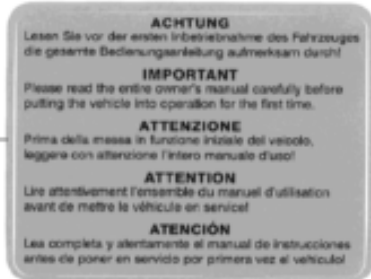 ACHTUNG
Lesen Sie vor der ersten Inbetriebnahme des Fahrzeuges
die gesamte Bedienungsanleitung aufmerksam durch!
IMPORTANT
Please read the entire owner's manual carefully before
putting the vehicle into operation for the first time.
ATTENZIONE
Prima della messa in funzione iniziale del veicolo,
leggere con attenzione l'intero manuale d'uso!
ATTENTION
Lire attentivement l'ensemble du manuel d'utilisation
avant de mettre le véhicule en service!
ATENCIÓN
Lea completa y atentamente el manual de instrucciones
antes de poner en servicio por primera vez el vehículo!